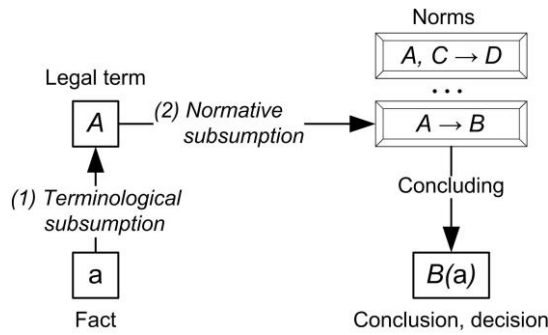 Norms
A, C → D
...
Legal term
A
(2) Normative
subsumption
A → B
(1) Terminological
subsumption
Concluding
a
B(a)
Fact
Conclusion, decision